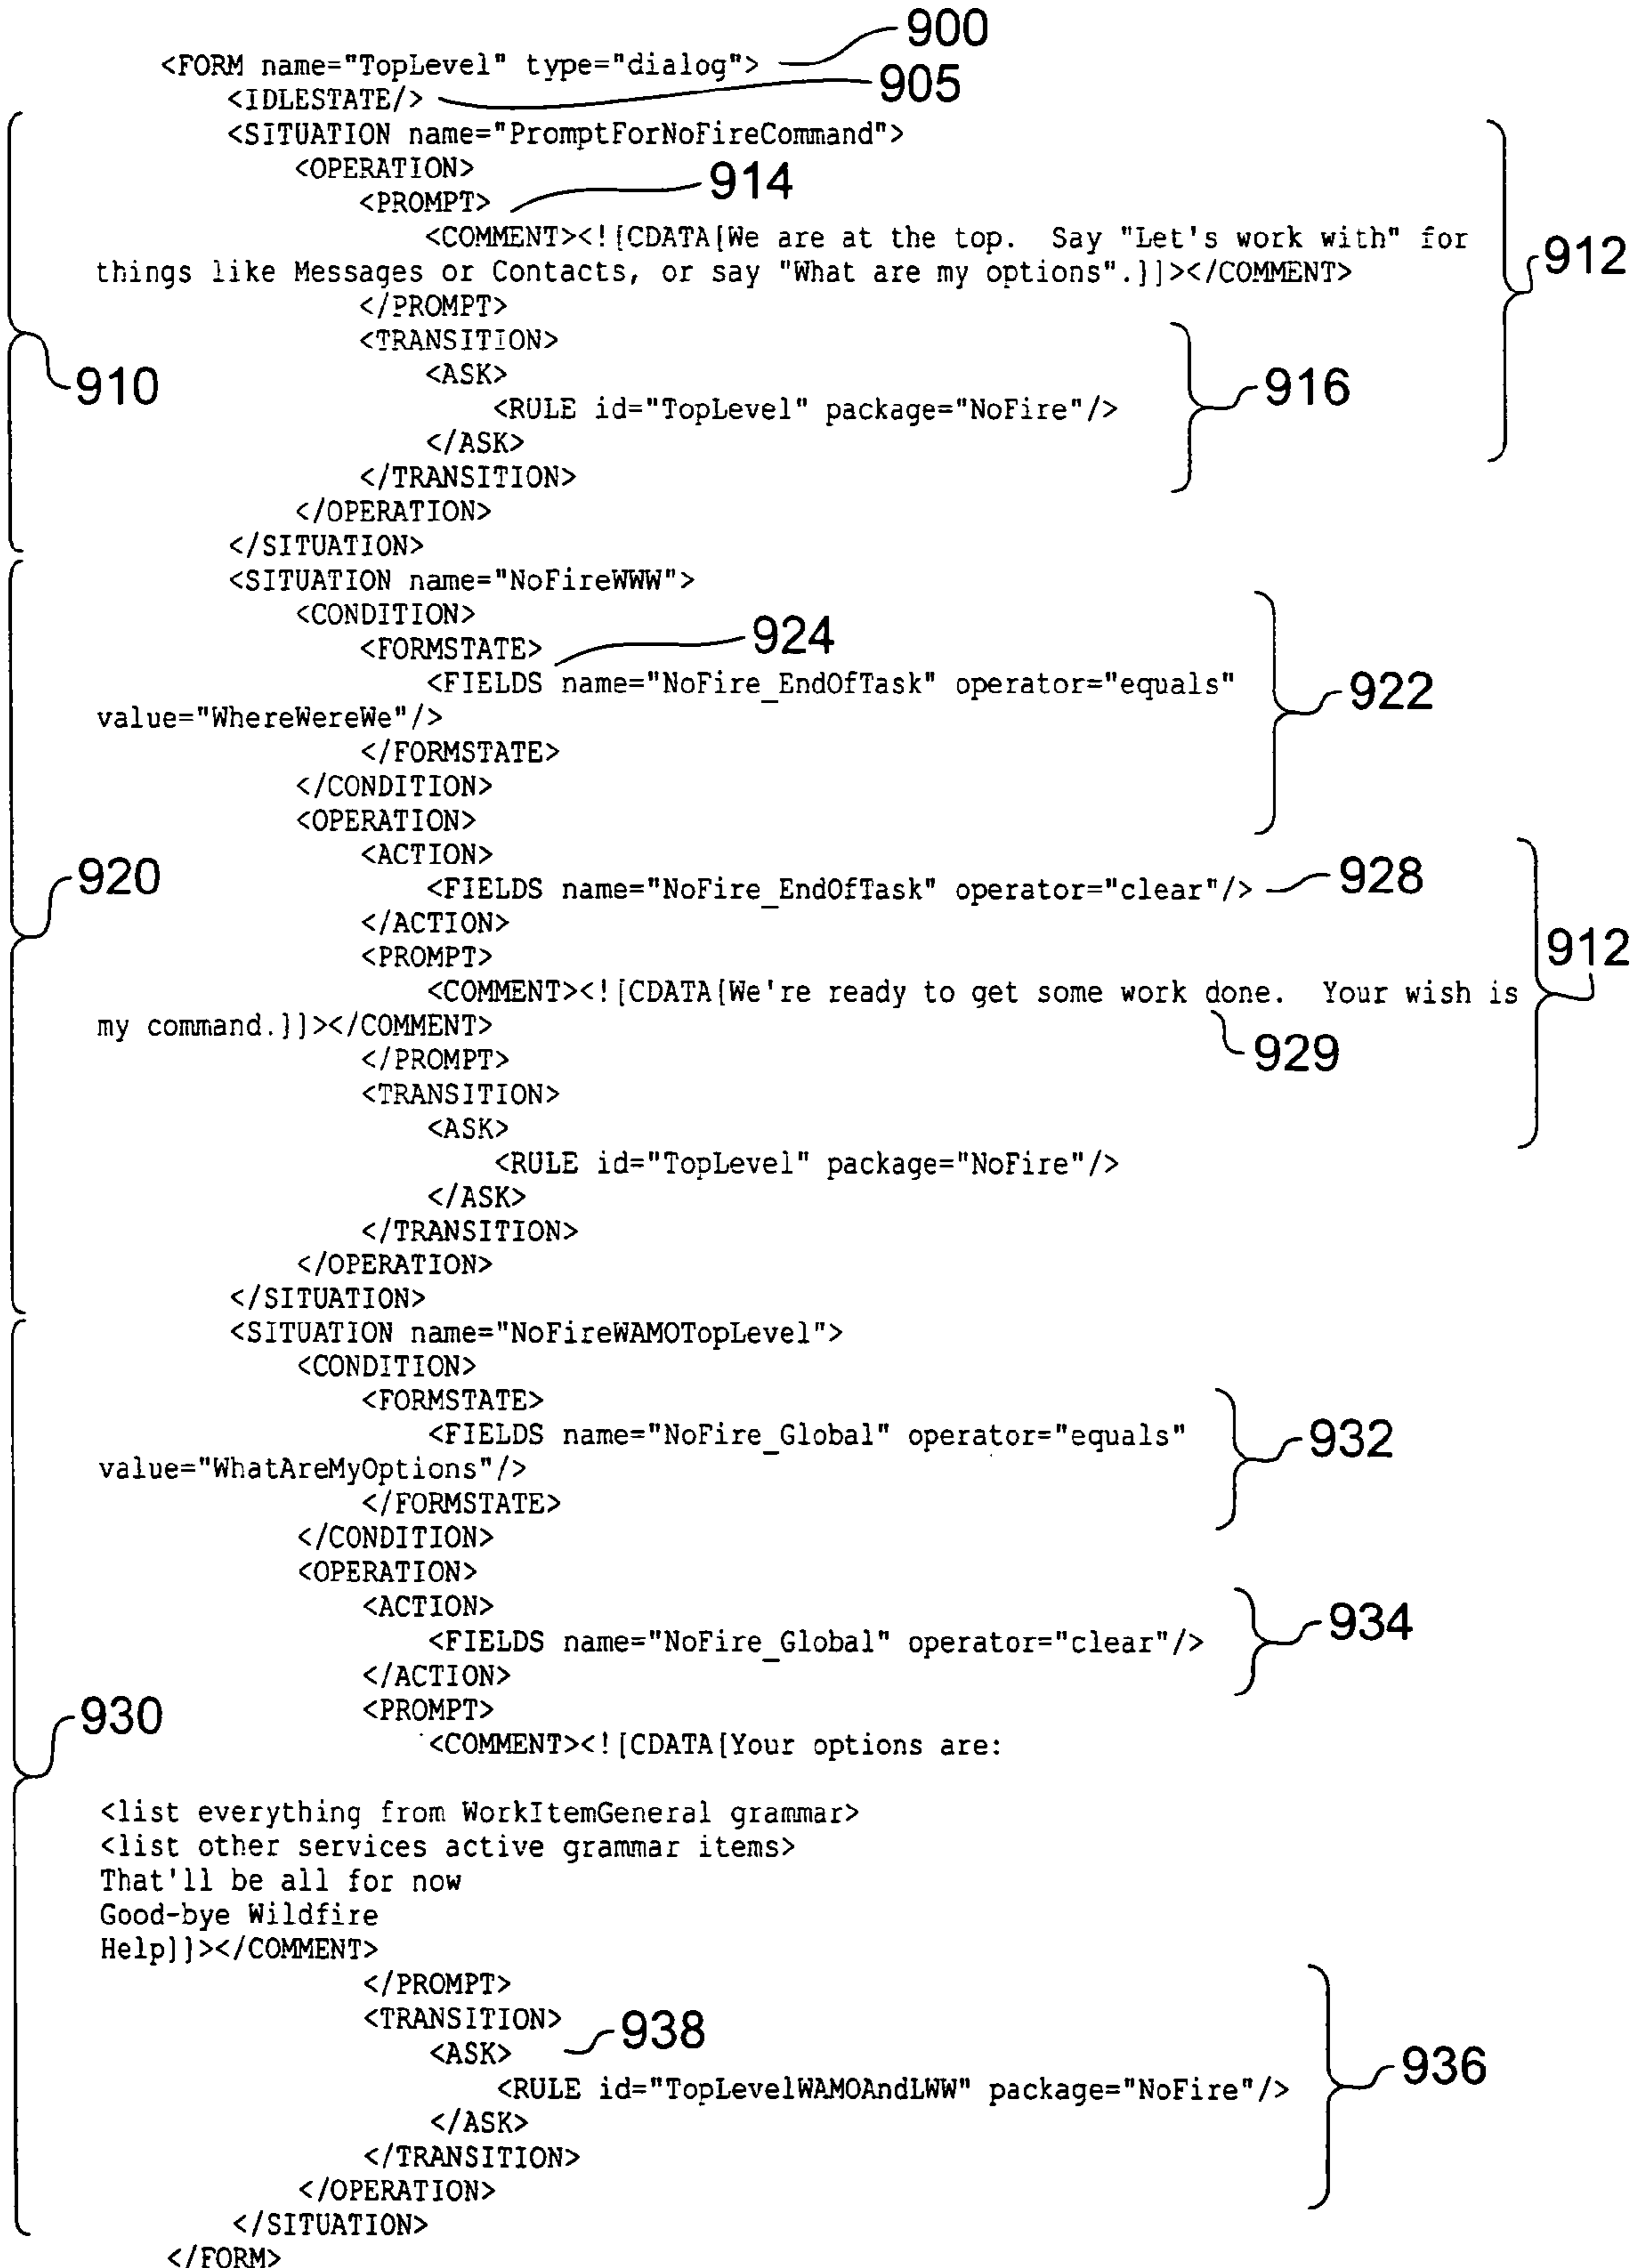 900
<FORM name="TopLevel" type="dialog">
905
<IDLESTATE/>
<SITUATION name="PromptForNoFireCommand">
<OPERATION>
914
<PROMPT>
<COMMENT><![CDATA[We are at the top.  Say "Let's work with" for
things like Messages or Contacts, or say "What are my options".]]></COMMENT>
912
</PROMPT>
<TRANSITION>
<ASK>
910
916
<RULE id="TopLevel" package="NoFire"/>
</ASK>
</TRANSITION>
</OPERATION>
</SITUATION>
<SITUATION name="NoFireWWW">
<CONDITION>
924
<FORMSTATE>
<FIELDS name="NoFire_EndOfTask" operator="equals"
922
value="WhereWereWe"/>
</FORMSTATE>
</CONDITION>
<OPERATION>
<ACTION>
920
<FIELDS name="NoFire_EndOfTask" operator="clear"/>
928
</ACTION>
<PROMPT>
912
<COMMENT><![CDATA[We're ready to get some work done.  Your wish is
my command.]]></COMMENT>
929
</PROMPT>
<TRANSITION>
<ASK>
<RULE id="TopLevel" package="NoFire"/>
</ASK>
</TRANSITION>
</OPERATION>
</SITUATION>
<SITUATION name="NoFireWAMOTopLevel">
<CONDITION>
<FORMSTATE>
<FIELDS name="NoFire_Global" operator="equals"
932
value="WhatAreMyOptions"/>
</FORMSTATE>
</CONDITION>
<OPERATION>
<ACTION>
934
<FIELDS name="NoFire_Global" operator="clear"/>
</ACTION>
<PROMPT>
930
<COMMENT><![CDATA[Your options are:
<list everything from WorkItemGeneral grammar>
<list other services active grammar items>
That'll be all for now
Good-bye Wildfire
Help]]></COMMENT>
</PROMPT>
<TRANSITION>
938
<ASK>
936
<RULE id="TopLevelWAMOAndLWW" package="NoFire"/>
</ASK>
</TRANSITION>
</OPERATION>
</SITUATION>
</FORM>